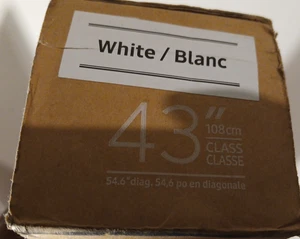 White / Blanc
43”
108cm
CLASS
CLASSE
54.6”diag. 54,6 po en diagonale